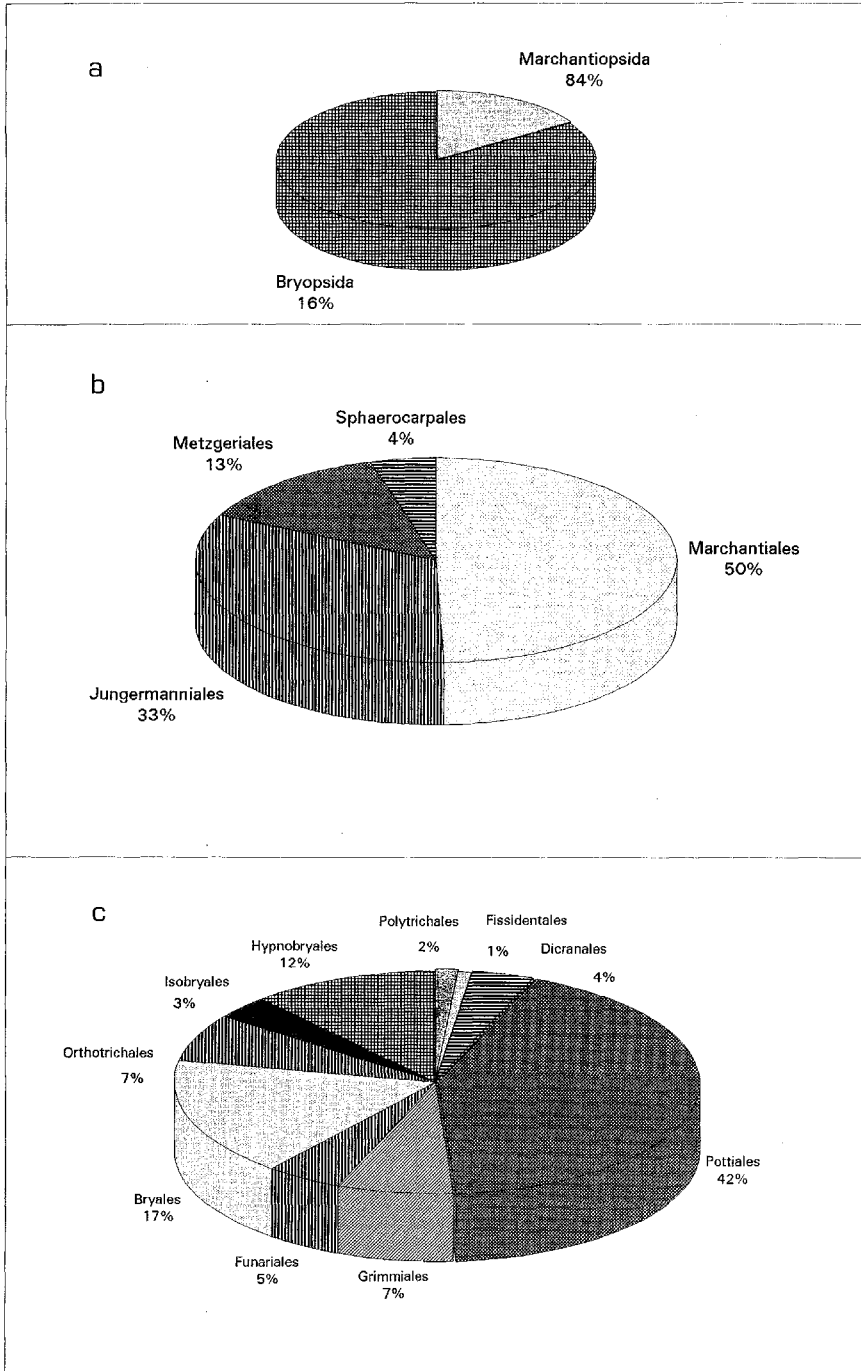 a
Marchantiopsida
84%
Bryopsida
16%
b
Sphaerocarpales
4%
Metzgeriales
13%
Marchantiales
50%
Jungermanniales
33%
c
Polytrichales
2%
Fissidentales
1%
Dicranales
4%
Hypnobryales
12%
Isobryales
3%
Orthotrichales
7%
Pottiales
42%
Bryales
17%
Funariales
5%
Grimmiales
7%